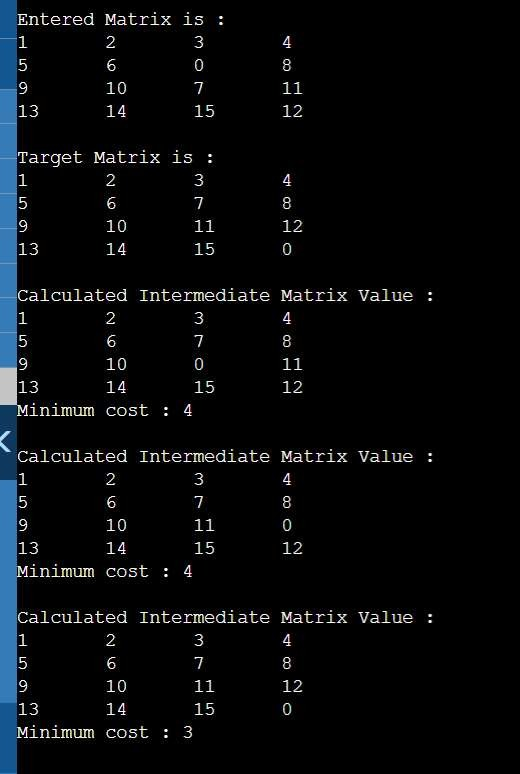 Entered Matrix is :
1 2 3 4
5 6 0 8
9 10 7 11
13 14 15 12
Target Matrix is :
1 2 3 4
5 6 7 8
9 10 11 12
13 14 15 0
Calculated Intermediate Matrix Value :
1 2 3 4
5 6 7 8
9 10 0 11
13 14 15 12
Minimum cost : 4
Calculated Intermediate Matrix Value :
1 2 3 4
5 6 7 8
9 10 11 0
13 14 15 12
Minimum cost : 4
Calculated Intermediate Matrix Value :
1 2 3 4
5 6 7 8
9 10 11 12
13 14 15 0
Minimum cost : 3